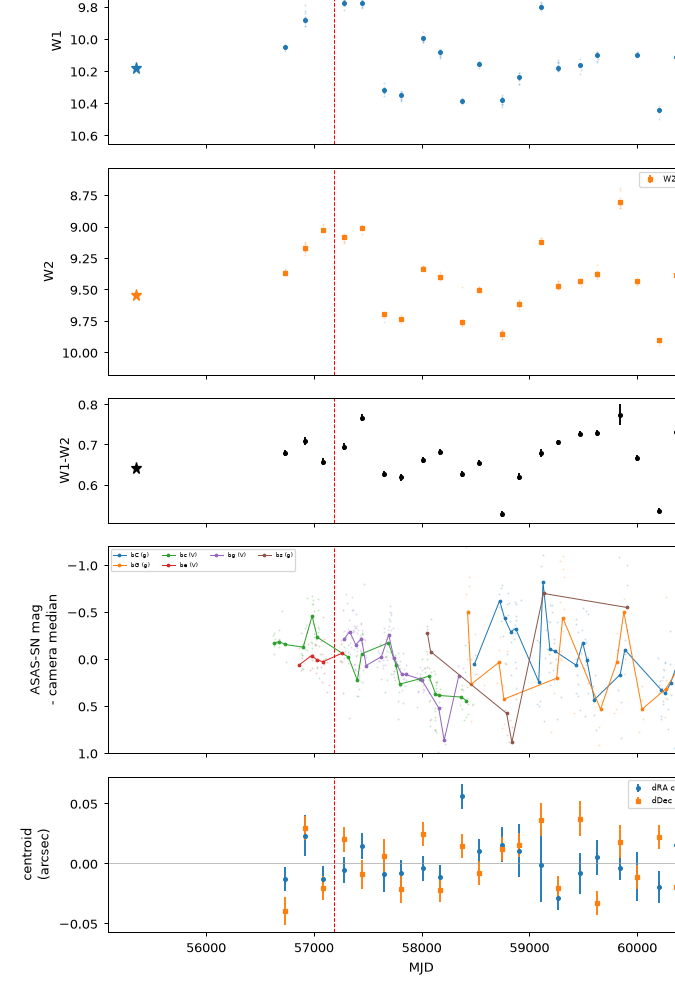 9.8
10.0
W1
10.2
10.4
10.6
W2
8.75
9.00
9.25
W2
9.50
9.75
10.00
0.8
0.7
W1-W2
0.6
bC (g) bc (V) bg (V) bs (g)
bG (g) be (V)
−1.0
−0.5
ASAS-SN mag
- camera median
0.0
0.5
1.0
dRA c
dDec
0.05
centroid
(arcsec)
0.00
−0.05
56000 57000 58000 59000 60000
MJD